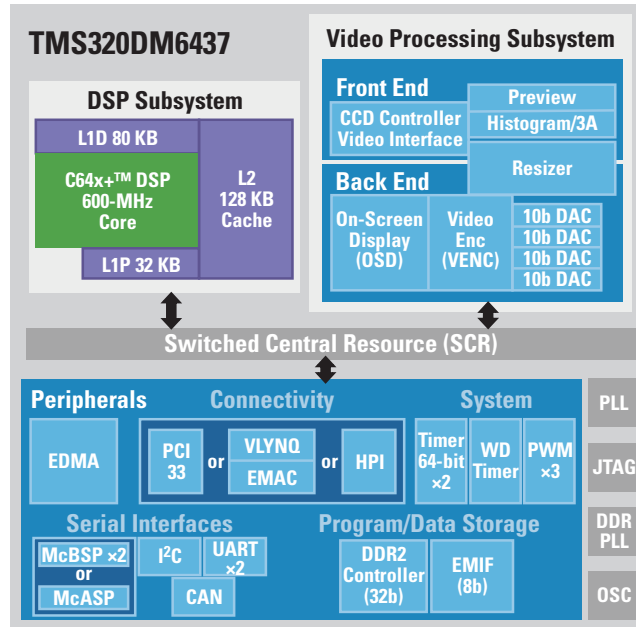 TMS320DM6437
DSP Subsystem
L1D 80 KB
C64x+™ DSP
600-MHz
Core
L2
128 KB
Cache
L1P 32 KB
Video Processing Subsystem
Front End
CCD Controller
Video Interface
Preview
Histogram/3A
Resizer
Back End
On-Screen
Display
(OSD)
Video
Enc
(VENC)
10b DAC
10b DAC
10b DAC
10b DAC
Switched Central Resource (SCR)
Peripherals
EDMA
Connectivity
PCI
33
or
VLYNQ
EMAC
or
HPI
System
Timer
64-bit
×2
WD
Timer
PWM
×3
Serial Interfaces
McBSP ×2
or
McASP
I²C
UART
×2
CAN
Program/Data Storage
DDR2
Controller
(32b)
EMIF
(8b)
PLL
JTAG
DDR
PLL
OSC